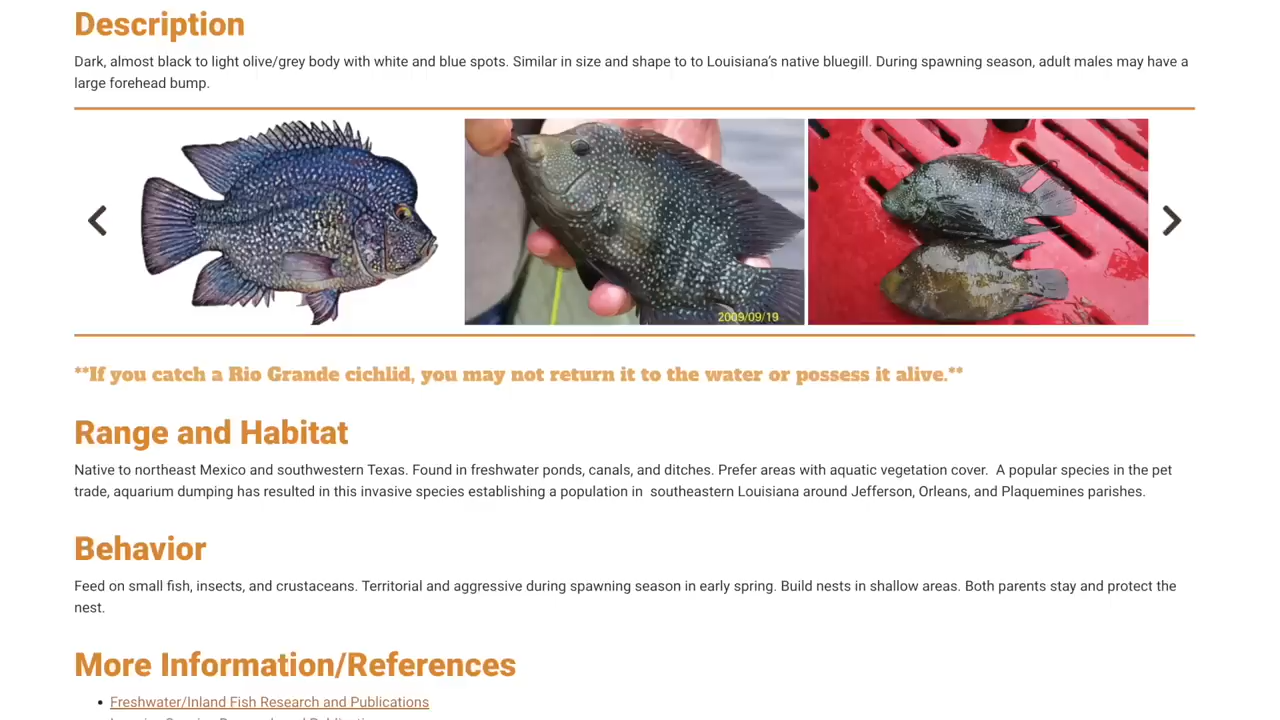 Description
Dark, almost black to light olive/grey body with white and blue spots. Similar in size and shape to to Louisiana's native bluegill. During spawning season, adult males may have a
large forehead bump.
2009/09/19
**If you catch a Rio Grande cichlid, you may not return it to the water or possess it alive.**
Range and Habitat
Native to northeast Mexico and southwestern Texas. Found in freshwater ponds, canals, and ditches. Prefer areas with aquatic vegetation cover.  A popular species in the pet
trade, aquarium dumping has resulted in this invasive species establishing a population in  southeastern Louisiana around Jefferson, Orleans, and Plaquemines parishes.
Behavior
Feed on small fish, insects, and crustaceans. Territorial and aggressive during spawning season in early spring. Build nests in shallow areas. Both parents stay and protect the
nest.
More Information/References
• Freshwater/Inland Fish Research and Publications